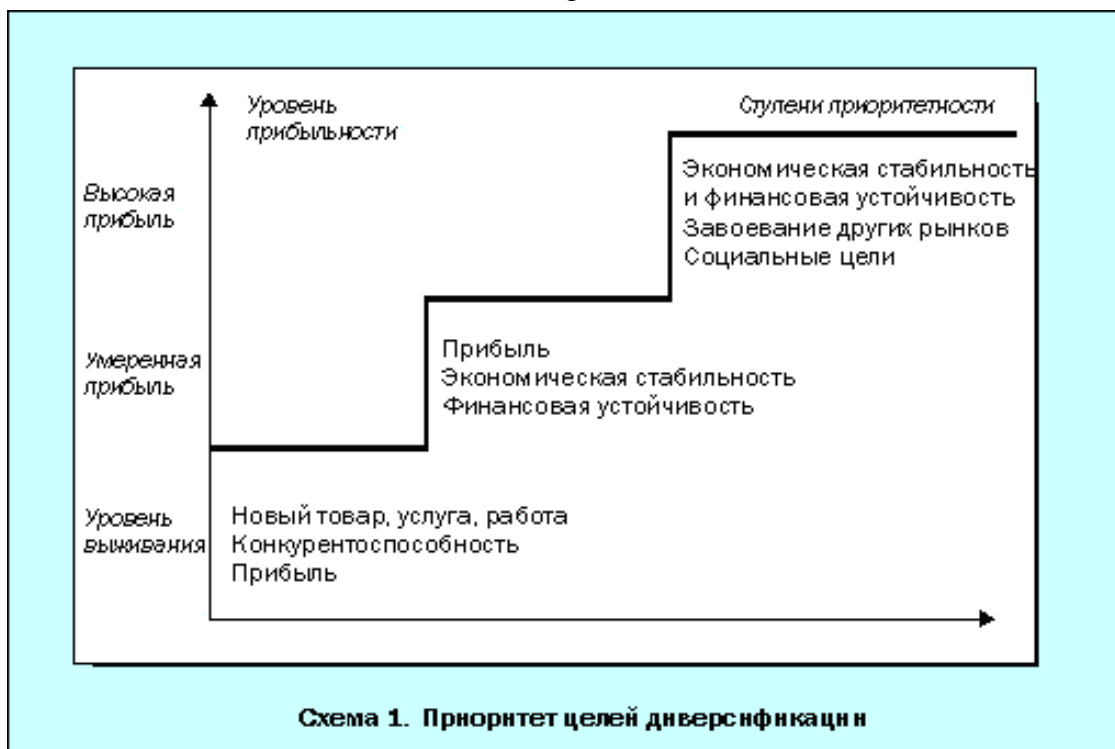 Уровень
прибыльности
Ступени приоритетности
Высокая
прибыль
Экономическая стабильность
и финансовая устойчивость
Завоевание других рынков
Социальные цели
Умеренная
прибыль
Прибыль
Экономическая стабильность
Финансовая устойчивость
Уровень
выживания
Новый товар, услуга, работа
Конкурентоспособность
Прибыль
Схема 1. Приоритет целей диверсификации